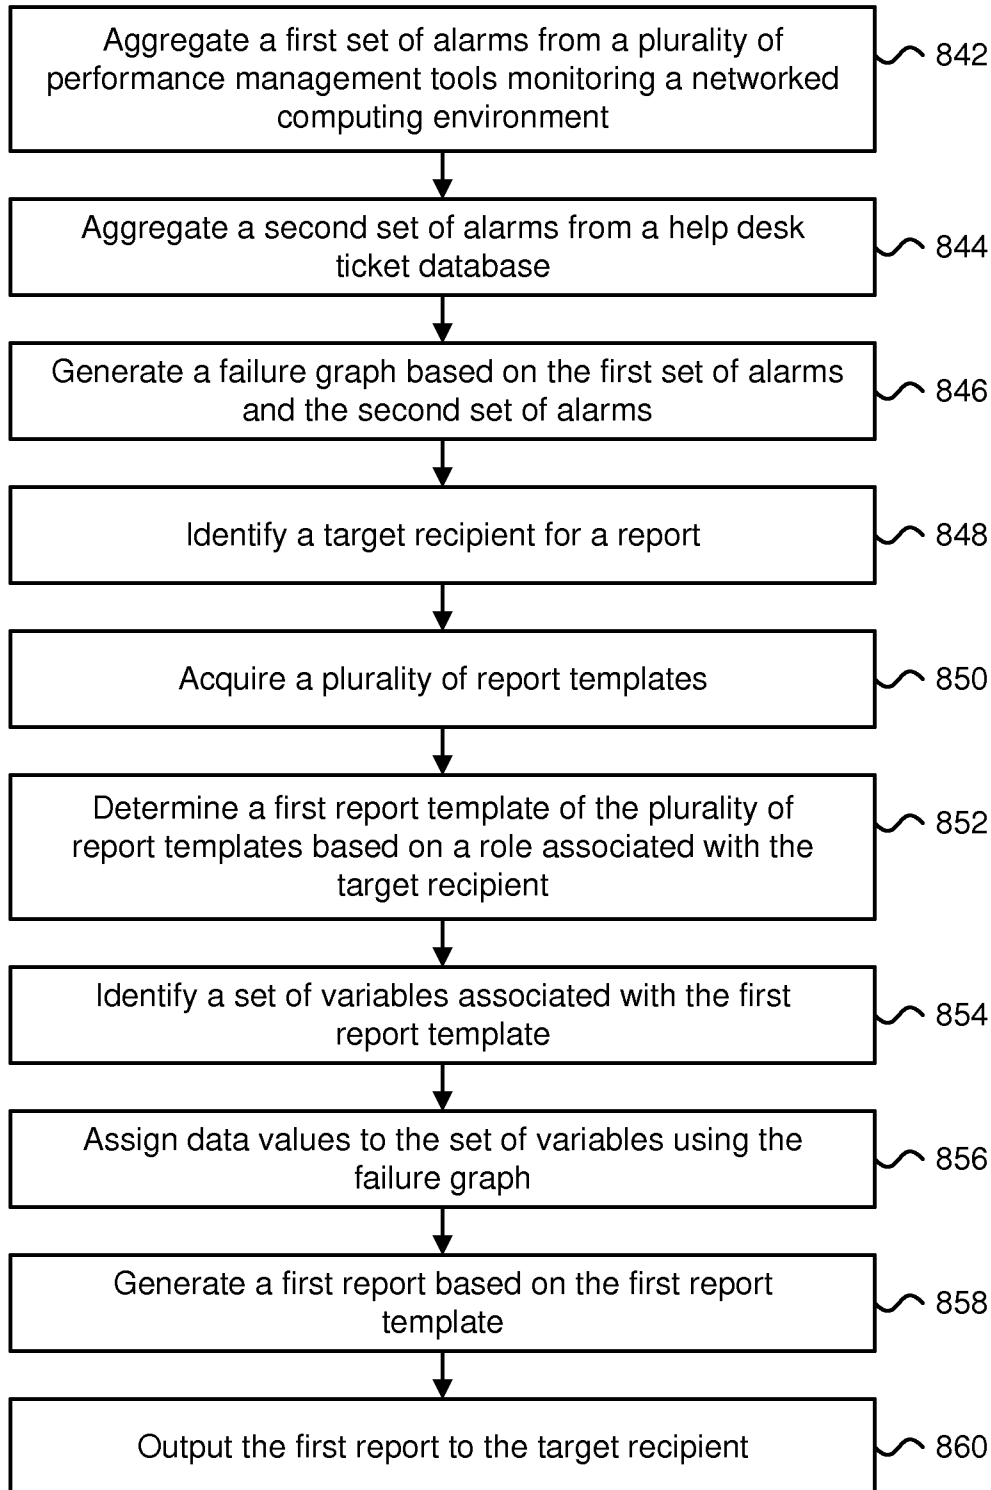 Aggregate a first set of alarms from a plurality of
performance management tools monitoring a networked
computing environment
842
Aggregate a second set of alarms from a help desk
ticket database
844
Generate a failure graph based on the first set of alarms
and the second set of alarms
846
Identify a target recipient for a report
848
Acquire a plurality of report templates
850
Determine a first report template of the plurality of
report templates based on a role associated with the
target recipient
852
Identify a set of variables associated with the first
report template
854
Assign data values to the set of variables using the
failure graph
856
Generate a first report based on the first report
template
858
Output the first report to the target recipient
860